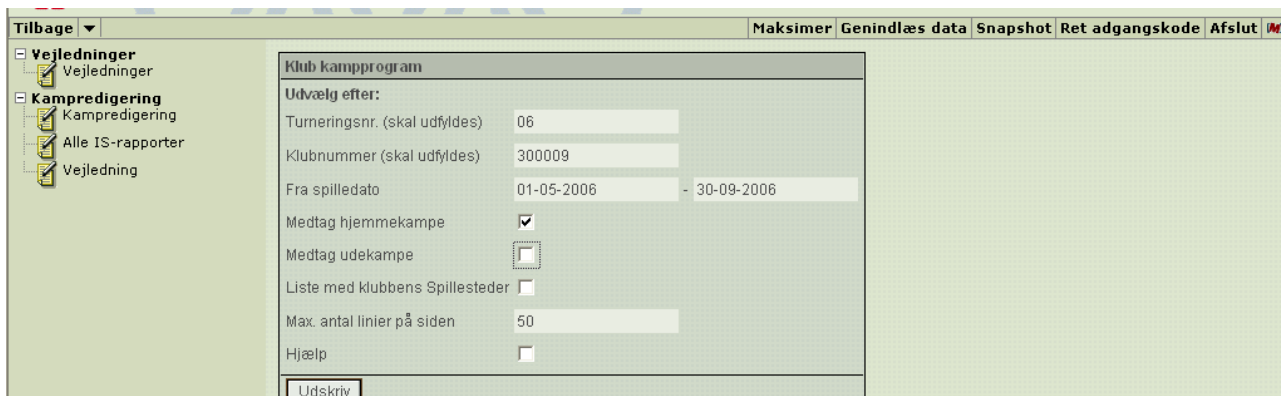 Tilbage
Maksimer Genindlæs data Snapshot Ret adgangskode Afslut
Vejledninger
Vejledninger
Kampredigering
Kampredigering
Alle IS-rapporter
Vejledning
Klub kampprogram
Udvælg efter:
Turneringsnr. (skal udfyldes) 06
Klubnummer (skal udfyldes) 300009
Fra spilledato 01-05-2006 - 30-09-2006
Medtag hjemmekampe
Medtag udekampe
Liste med klubbens Spillesteder
Max. antal linier på siden 50
Hjælp
Udskriv